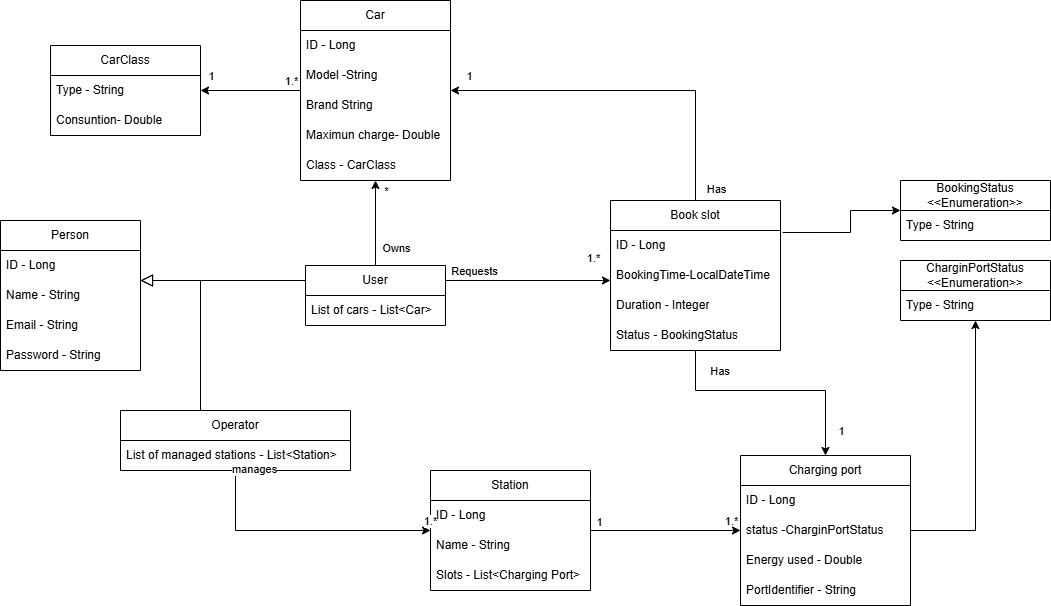 Car
ID - Long
Model -String
Brand String
Maximun charge- Double
Class - CarClass
CarClass
Type - String
Consuntion- Double
1
1.*
1
*
Has
Owns
BookingStatus
<<Enumeration>>
Type - String
CharginPortStatus
<<Enumeration>>
Type - String
Book slot
ID - Long
BookingTime-LocalDateTime
Duration - Integer
Status - BookingStatus
Person
ID - Long
Name - String
Email - String
Password - String
User
List of cars - List<Car>
Requests
1.*
Has
1
Operator
List of managed stations - List<Station>
manages
1.*
Station
ID - Long
Name - String
Slots - List<Charging Port>
1
1.*
Charging port
ID - Long
status -CharginPortStatus
Energy used - Double
PortIdentifier - String